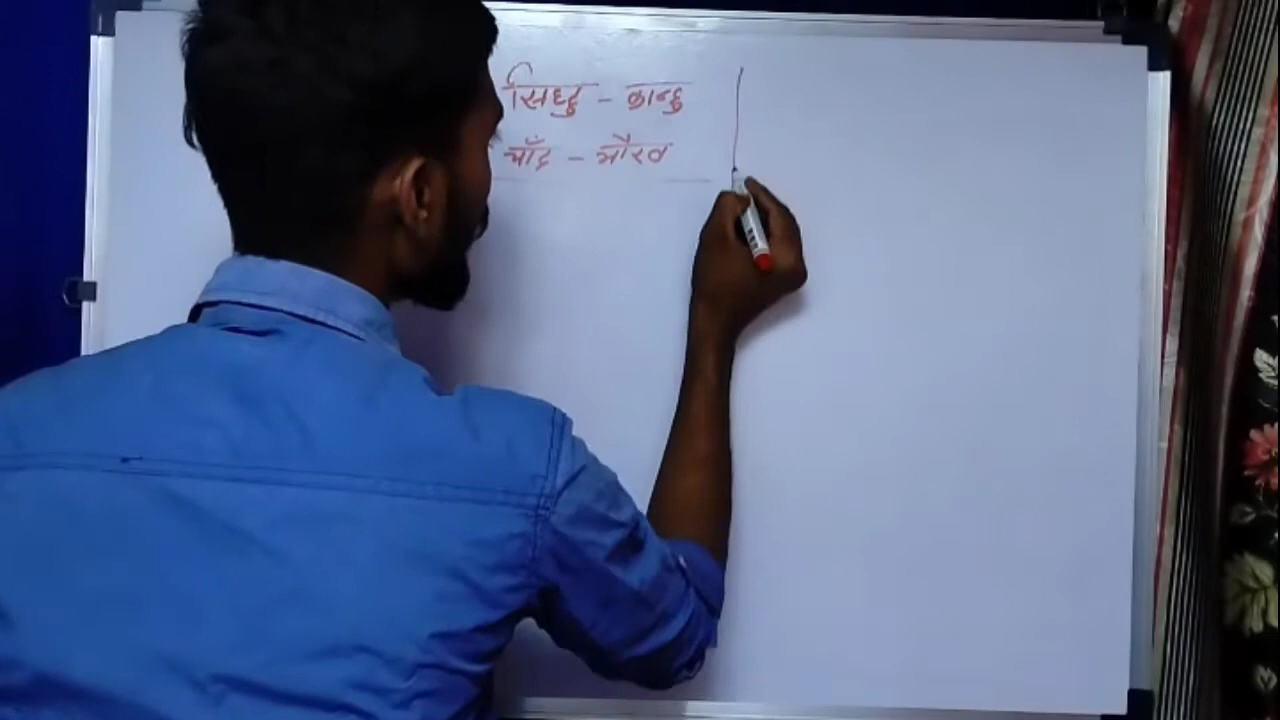 सिद्धु - कान्हु
चाँद - भैरव